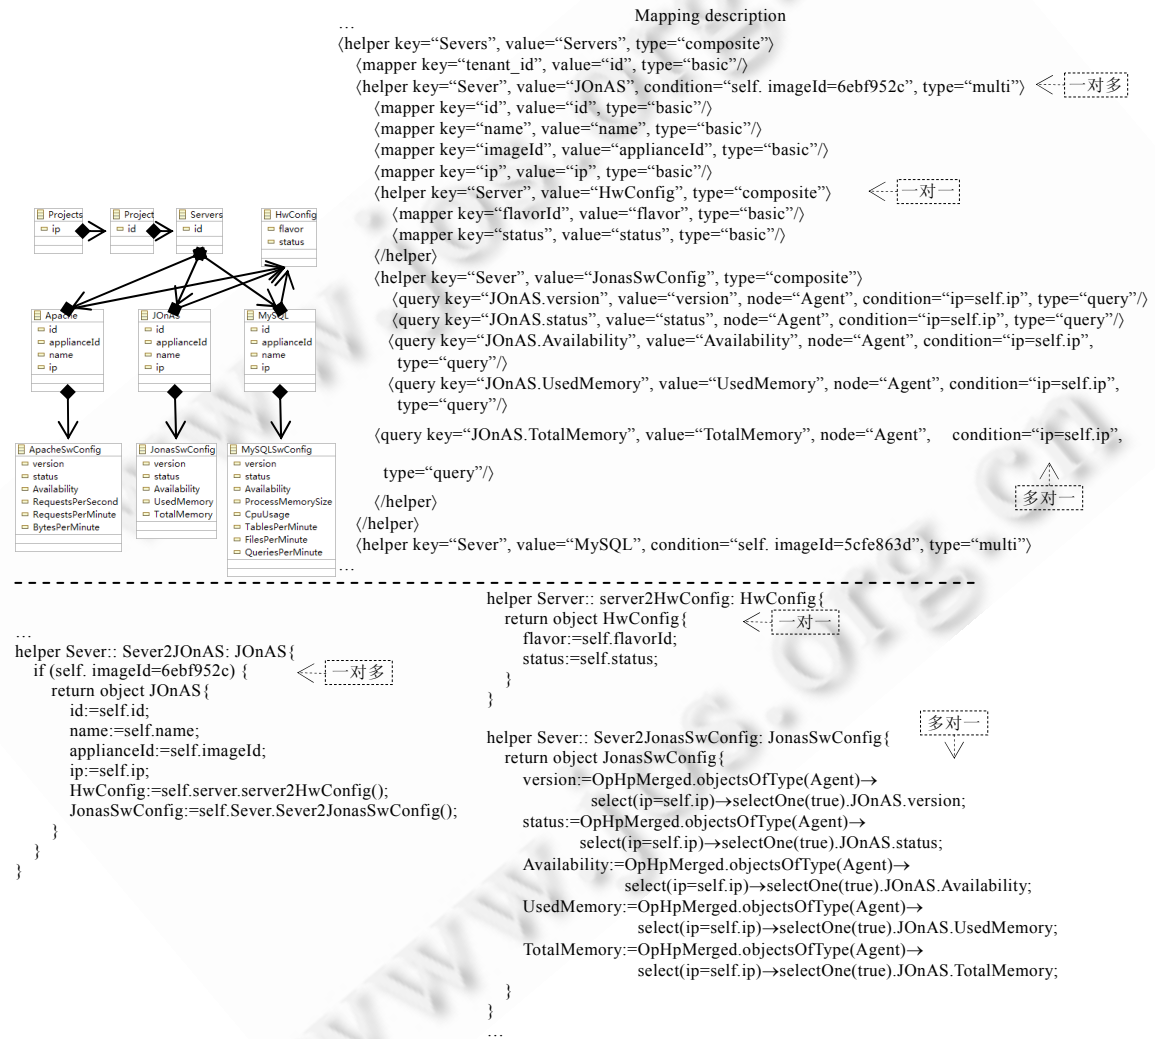 Mapping description
…
〈helper key=“Severs”, value=“Servers”, type=“composite”〉
〈mapper key=“tenant_id”, value=“id”, type=“basic”/〉
〈helper key=“Sever”, value=“JOnAS”, condition=“self. imageId=6ebf952c”, type=“multi”〉
一对多
〈mapper key=“id”, value=“id”, type=“basic”/〉
〈mapper key=“name”, value=“name”, type=“basic”/〉
〈mapper key=“imageId”, value=“applianceId”, type=“basic”/〉
〈mapper key=“ip”, value=“ip”, type=“basic”/〉
〈helper key=“Server”, value=“HwConfig”, type=“composite”〉
一对一
〈mapper key=“flavorId”, value=“flavor”, type=“basic”/〉
〈mapper key=“status”, value=“status”, type=“basic”/〉
〈/helper〉
〈helper key=“Sever”, value=“JonasSwConfig”, type=“composite”〉
〈query key=“JOnAS.version”, value=“version”, node=“Agent”, condition=“ip=self.ip”, type=“query”/〉
〈query key=“JOnAS.status”, value=“status”, node=“Agent”, condition=“ip=self.ip”, type=“query”/〉
〈query key=“JOnAS.Availability”, value=“Availability”, node=“Agent”, condition=“ip=self.ip”,
type=“query”/〉
〈query key=“JOnAS.UsedMemory”, value=“UsedMemory”, node=“Agent”, condition=“ip=self.ip”,
type=“query”/〉
〈query key=“JOnAS.TotalMemory”, value=“TotalMemory”, node=“Agent”, condition=“ip=self.ip”,
type=“query”/〉
多对一
〈/helper〉
〈/helper〉
〈helper key=“Sever”, value=“MySQL”, condition=“self. imageId=5cfe863d”, type=“multi”〉
…
Projects
ip
Project
id
Servers
id
HwConfig
flavor
status
Apache
id
applianceId
name
ip
JOnAS
id
applianceId
name
ip
MySQL
id
applianceId
name
ip
ApacheSwConfig
version
status
Availability
RequestsPerSecond
RequestsPerMinute
BytesPerMinute
JonasSwConfig
version
status
Availability
UsedMemory
TotalMemory
MySQLSwConfig
version
status
Availability
ProcessMemorySize
CpuUsage
TablesPerMinute
FilesPerMinute
QueriesPerMinute
…
helper Sever:: Sever2JOnAS: JOnAS{
if (self. imageId=6ebf952c) {
一对多
return object JOnAS{
id:=self.id;
name:=self.name;
applianceId:=self.imageId;
ip:=self.ip;
HwConfig:=self.server.server2HwConfig();
JonasSwConfig:=self.Sever.Sever2JonasSwConfig();
}
}
}
helper Server:: server2HwConfig: HwConfig{
return object HwConfig{
一对一
flavor:=self.flavorId;
status:=self.status;
}
}
多对一
helper Sever:: Sever2JonasSwConfig: JonasSwConfig{
return object JonasSwConfig{
version:=OpHpMerged.objectsOfType(Agent)→
select(ip=self.ip)→selectOne(true).JOnAS.version;
status:=OpHpMerged.objectsOfType(Agent)→
select(ip=self.ip)→selectOne(true).JOnAS.status;
Availability:=OpHpMerged.objectsOfType(Agent)→
select(ip=self.ip)→selectOne(true).JOnAS.Availability;
UsedMemory:=OpHpMerged.objectsOfType(Agent)→
select(ip=self.ip)→selectOne(true).JOnAS.UsedMemory;
TotalMemory:=OpHpMerged.objectsOfType(Agent)→
select(ip=self.ip)→selectOne(true).JOnAS.TotalMemory;
}
}
…
www.jos.org.cn
www.jos.org.cn